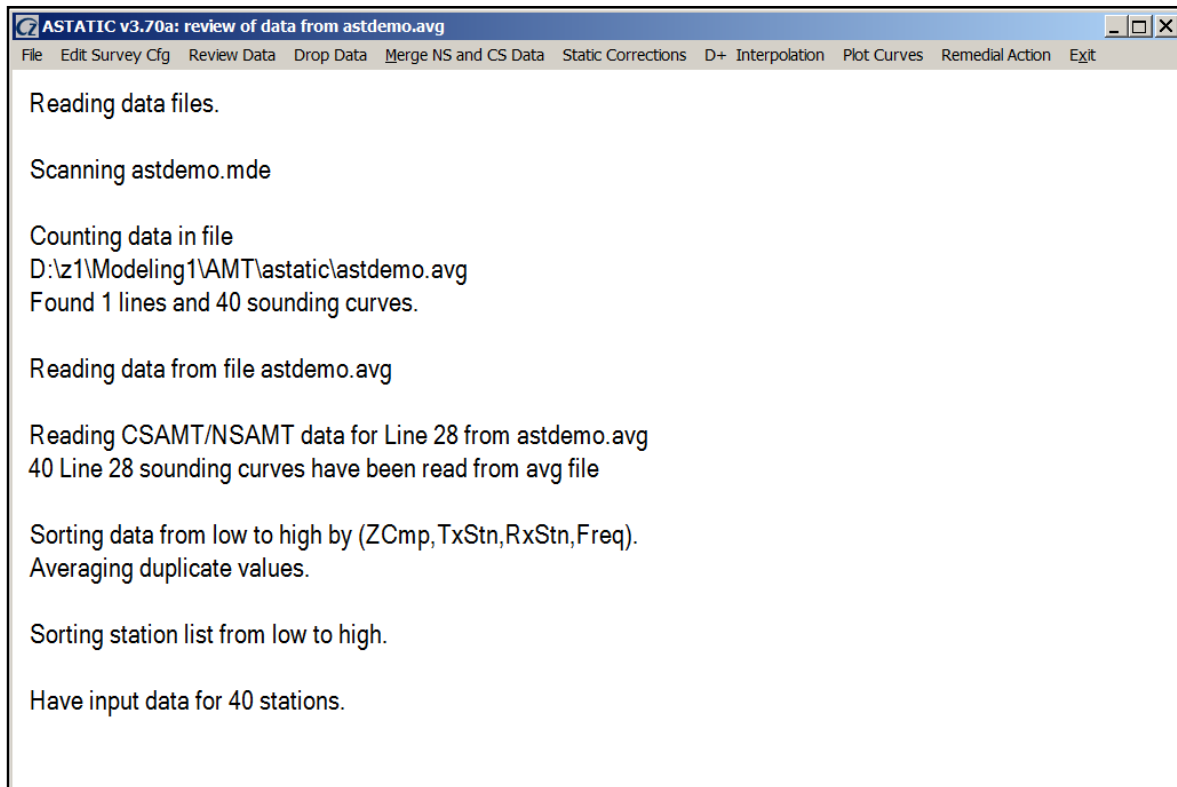 ASTATIC v3.70a: review of data from astdemo.avg
File Edit Survey Cfg Review Data Drop Data Merge NS and CS Data Static Corrections D+ Interpolation Plot Curves Remedial Action Exit
Reading data files.
Scanning astdemo.mde
Counting data in file
D:\z1\Modeling1\AMT\astatic\astdemo.avg
Found 1 lines and 40 sounding curves.
Reading data from file astdemo.avg
Reading CSAMT/NSAMT data for Line 28 from astdemo.avg
40 Line 28 sounding curves have been read from avg file
Sorting data from low to high by (ZCmp,TxStn,RxStn,Freq).
Averaging duplicate values.
Sorting station list from low to high.
Have input data for 40 stations.